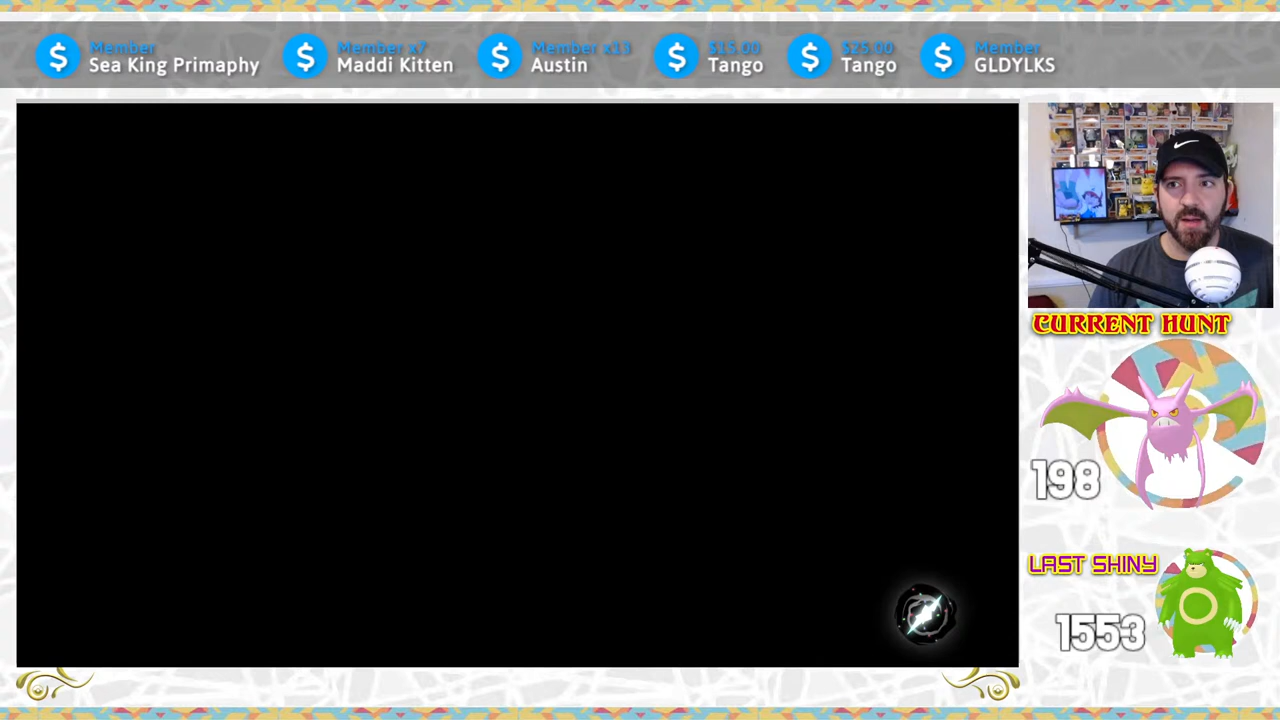 Member
Sea King Primaphy
Member x7
Maddi Kitten
Member x13
Austin
$15.00
Tango
$25.00
Tango
Member
GLDYLKS
CURRENT HUNT
198
LAST SHINY
1553